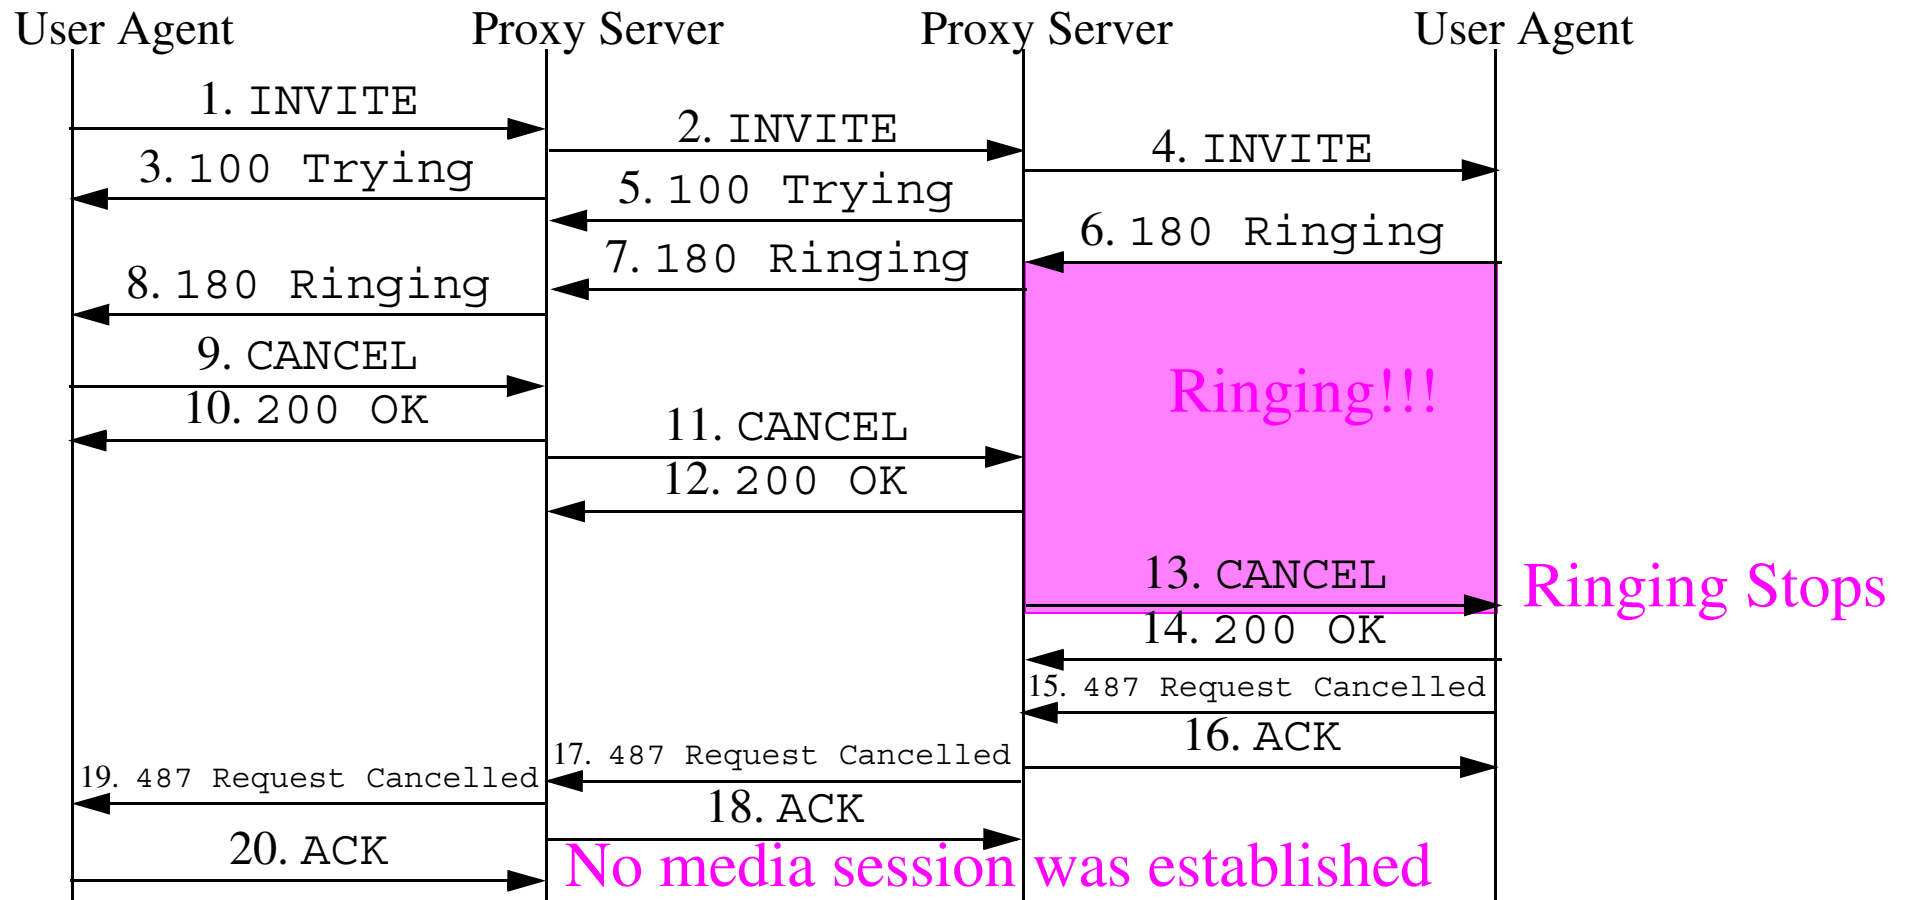 User Agent Proxy Server Proxy Server User Agent
1. INVITE
2. INVITE
4. INVITE
3. 100 Trying
5. 100 Trying
6. 180 Ringing
7. 180 Ringing
8. 180 Ringing
9. CANCEL
Ringing!!!
10. 200 OK
11. CANCEL
12. 200 OK
13. CANCEL
Ringing Stops
14. 200 OK
15. 487 Request Cancelled
16. ACK
17. 487 Request Cancelled
19. 487 Request Cancelled
18. ACK
20. ACK
No media session was established